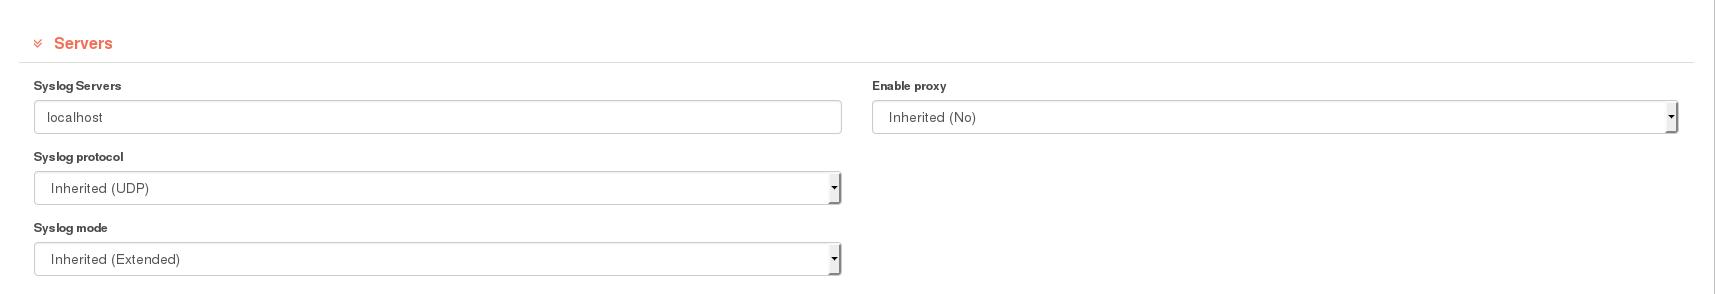 Servers
Syslog Servers
localhost
Enable proxy
Inherited (No)
Syslog protocol
Inherited (UDP)
Syslog mode
Inherited (Extended)